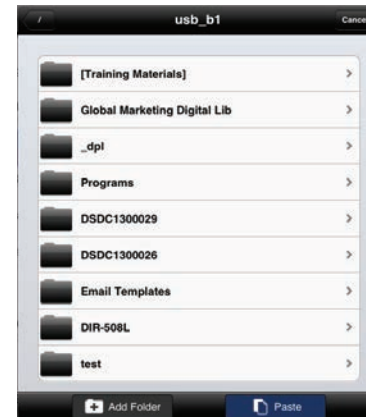 / usb_b1 Cance
[Training Materials]
Global Marketing Digital Lib
_dpl
Programs
DSDC1300029
DSDC1300026
Email Templates
DIR-508L
test
Add Folder Paste